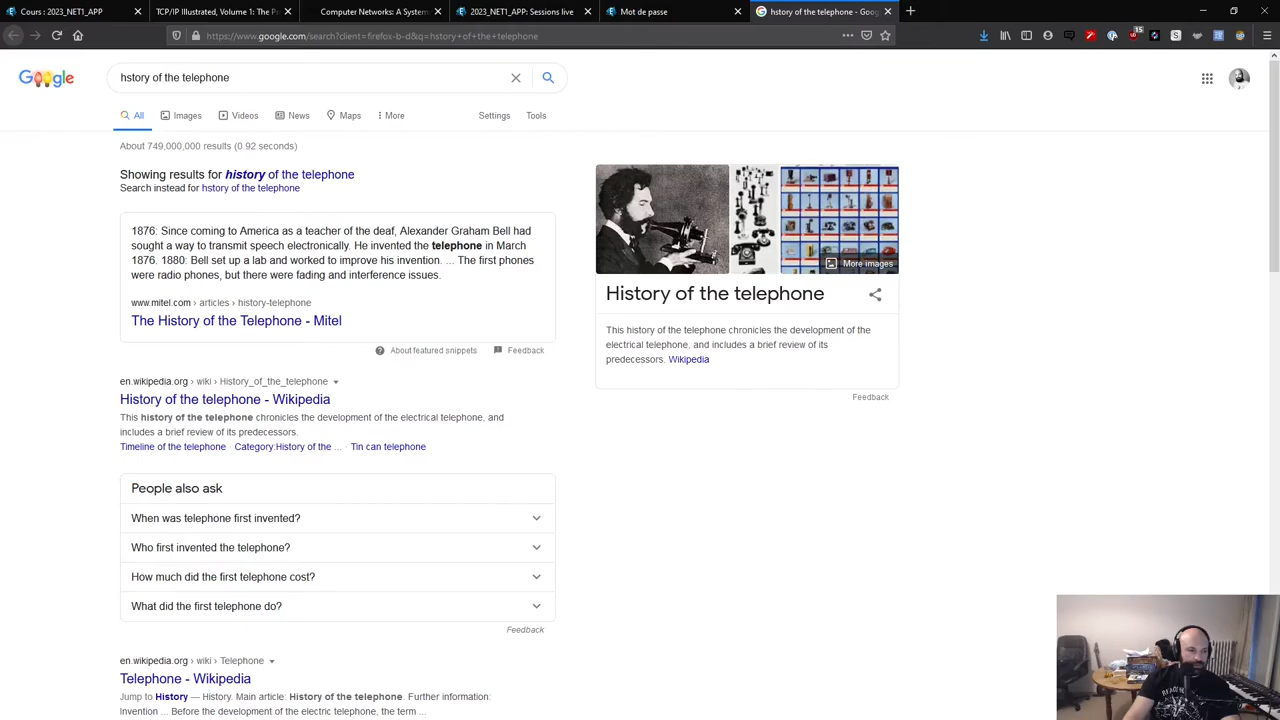 Cours : 2023_NET1_APP
TCP/IP Illustrated, Volume 1: The P
Computer Networks: A System
2023_NET1_APP: Sessions live
Mot de passe
hstory of the telephone - Goog
https://www.google.com/search?client=firefox-b-d&q=history+of+the+telephone
35
Google
hstory of the telephone
All
Images
Videos
News
Maps
More
Settings
Tools
About 749,000,000 results (0.92 seconds)
Showing results for history of the telephone
Search instead for hstory of the telephone
1876: Since coming to America as a teacher of the deaf, Alexander Graham Bell had
sought a way to transmit speech electronically. He invented the telephone in March
1876. 1880: Bell set up a lab and worked to improve his invention. ... The first phones
were radio phones, but there were fading and interference issues.
www.mitel.com › articles › history-telephone
The History of the Telephone - Mitel
About featured snippets
Feedback
en.wikipedia.org › wiki › History_of_the_telephone
History of the telephone - Wikipedia
This history of the telephone chronicles the development of the electrical telephone, and
includes a brief review of its predecessors.
Timeline of the telephone · Category:History of the ... · Tin can telephone
People also ask
When was telephone first invented?
Who first invented the telephone?
How much did the first telephone cost?
What did the first telephone do?
Feedback
en.wikipedia.org › wiki › Telephone
Telephone - Wikipedia
Jump to History — History. Main article: History of the telephone. Further information:
invention ... Before the development of the electric telephone, the term ...
More images
History of the telephone
This history of the telephone chronicles the development of the
electrical telephone, and includes a brief review of its
predecessors. Wikipedia
Feedback